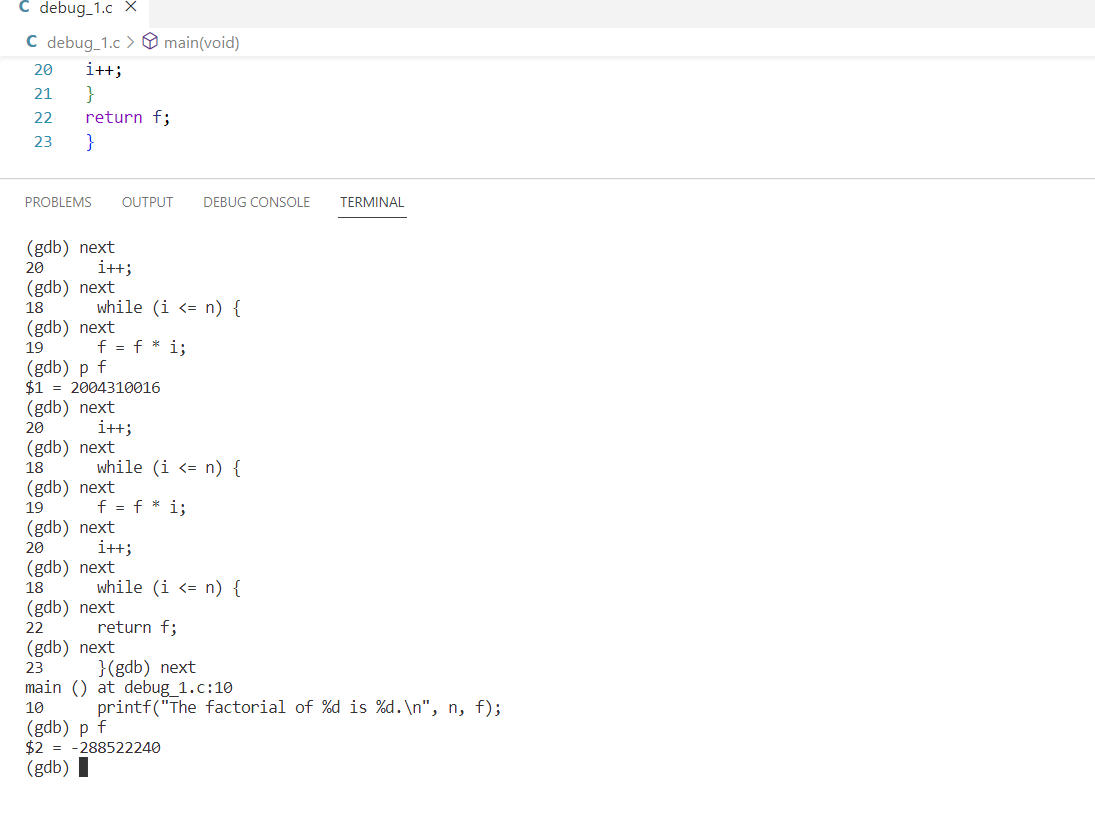 C debug_1.c ×
C debug_1.c > main(void)
20 i++;
21 }
22 return f;
23 }
PROBLEMS OUTPUT DEBUG CONSOLE TERMINAL
(gdb) next
20 i++;
(gdb) next
18 while (i <= n) {
(gdb) next
19 f = f * i;
(gdb) p f
$1 = 2004310016
(gdb) next
20 i++;
(gdb) next
18 while (i <= n) {
(gdb) next
19 f = f * i;
(gdb) next
20 i++;
(gdb) next
18 while (i <= n) {
(gdb) next
22 return f;
(gdb) next
23 }(gdb) next
main () at debug_1.c:10
10 printf("The factorial of %d is %d.\n", n, f);
(gdb) p f
$2 = -288522240
(gdb)